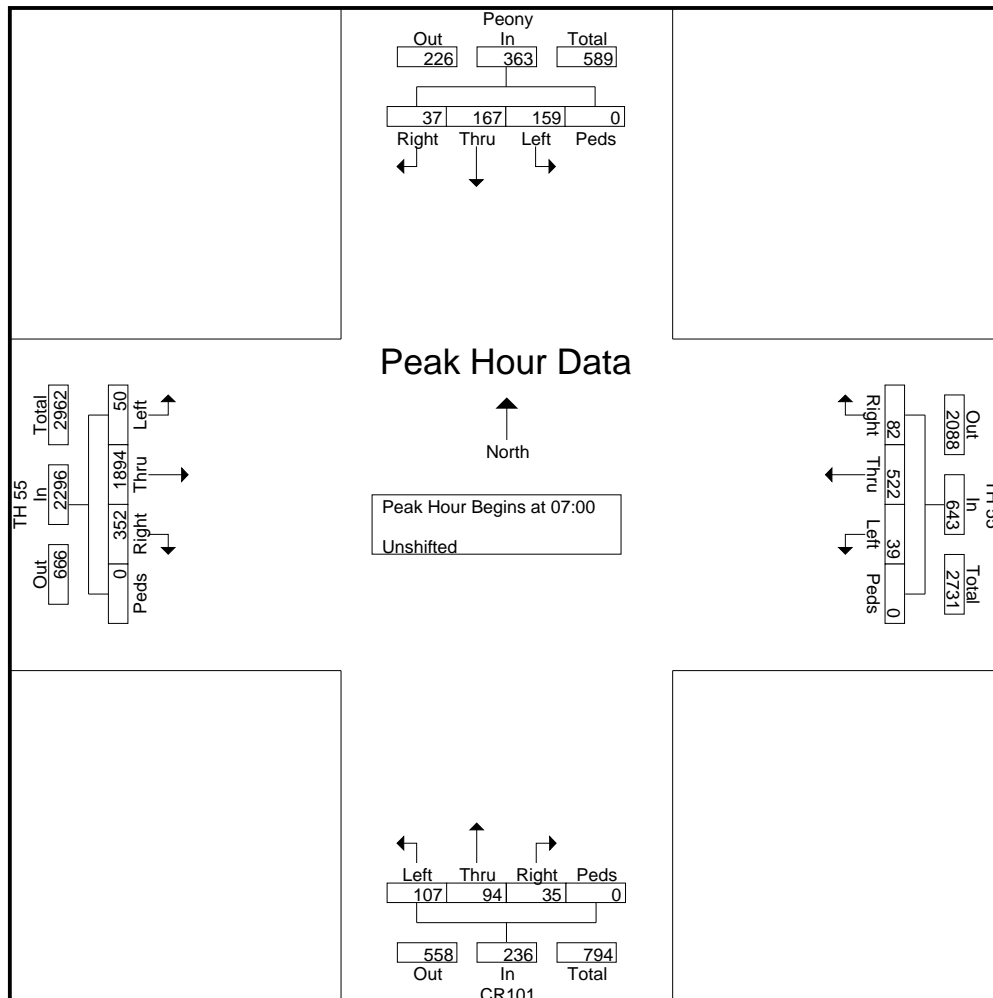 Peony
Out In Total
226 363 589
37 167 159 0
Right Thru Left Peds
Peak Hour Data
North
Peak Hour Begins at 07:00
Unshifted
TH 55
Total In Out
2962 2296 666
50 1894 352 0
Left Thru Right Peds
Right Thru Left Peds
82 522 39 0
Out In Total
2088 643 2731
TH 55
Left Thru Right Peds
107 94 35 0
558 236 794
Out In Total
CR101